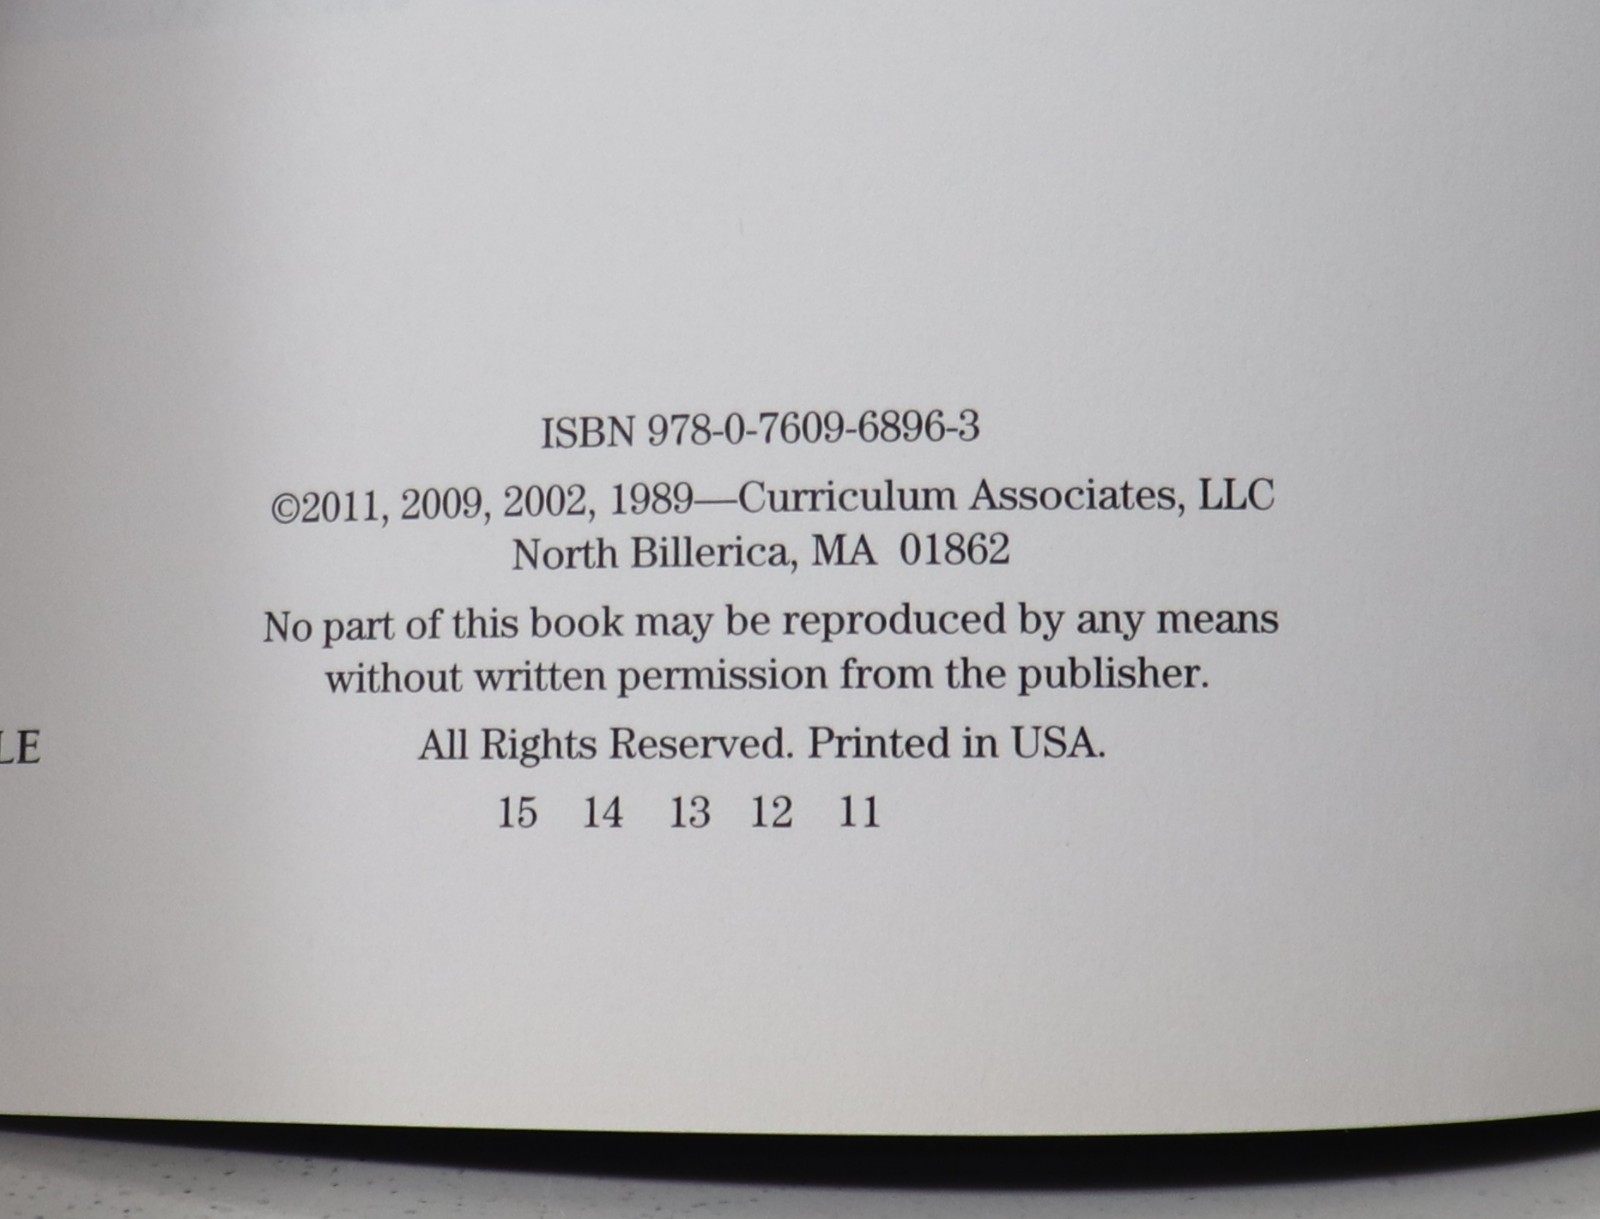 ISBN 978-0-7609-6896-3
©2011, 2009, 2002, 1989—Curriculum Associates, LLC
North Billerica, MA 01862
No part of this book may be reproduced by any means
without written permission from the publisher.
LE
All Rights Reserved. Printed in USA.
15 14 13 12 11